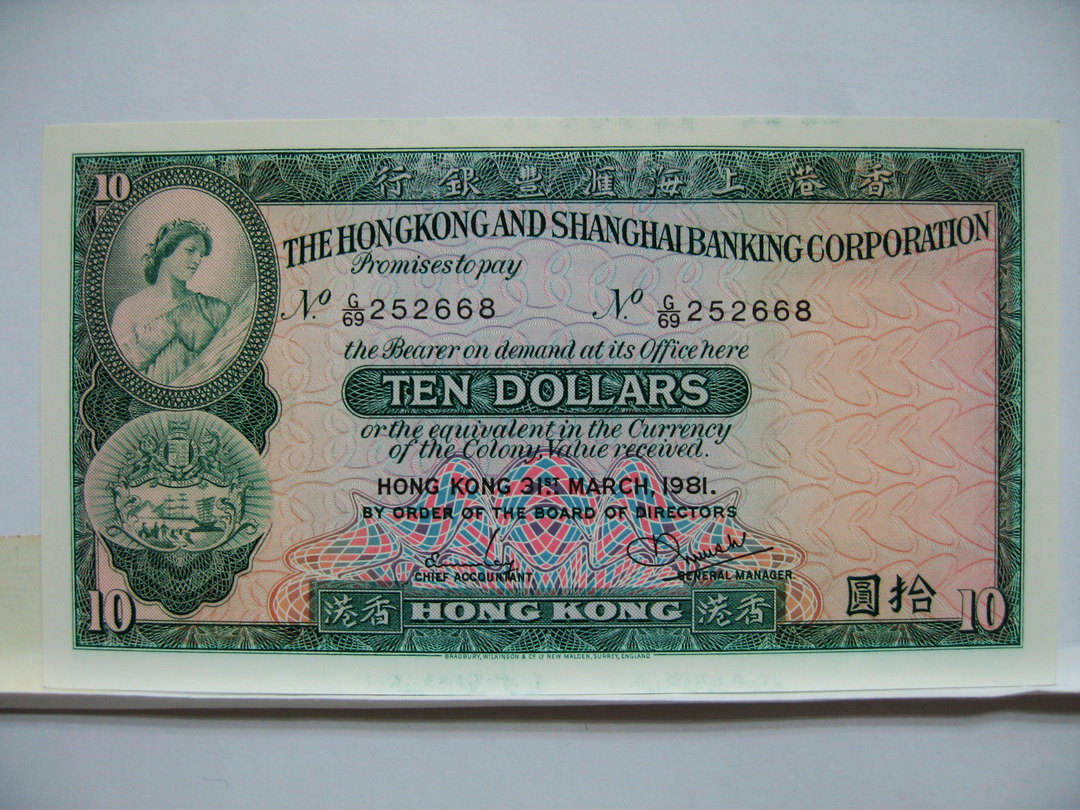 10
行銀豐滙海上港香
THE HONGKONG AND SHANGHAI BANKING CORPORATION
Promises to pay
No. G/69 252668 No. G/69 252668
the Bearer on demand at its Office here
TEN DOLLARS
or the equivalent in the Currency
of the Colony, Value received.
HONG KONG 31ST MARCH, 1981.
BY ORDER OF THE BOARD OF DIRECTORS
CHIEF ACCOUNTANT GENERAL MANAGER.
圓拾
10 港香 HONG KONG 港香 10
BRADBURY, WILKINSON & Co. Ld. NEW MALDEN, SURREY, ENGLAND